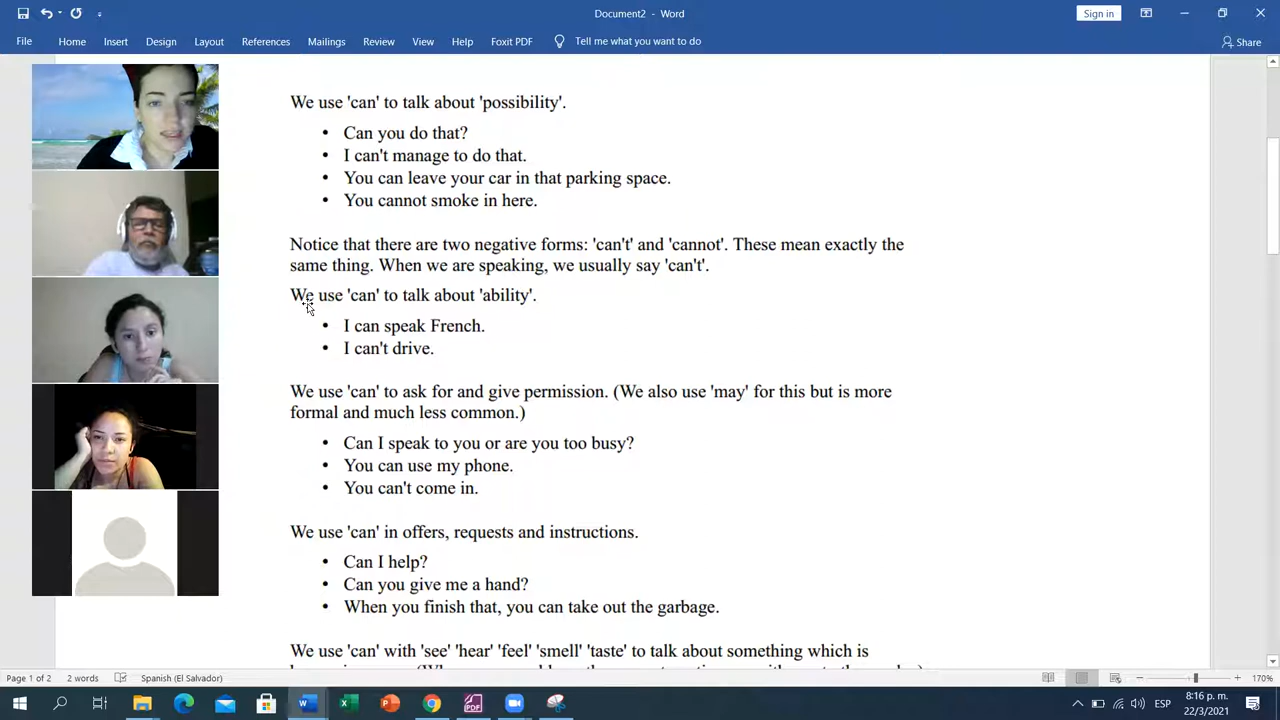 Document2 - Word
Sign in
File Home Insert Design Layout References Mailings Review View Help Foxit PDF Tell me what you want to do Share
We use 'can' to talk about 'possibility'.
• Can you do that?
• I can't manage to do that.
• You can leave your car in that parking space.
• You cannot smoke in here.
Notice that there are two negative forms: 'can't' and 'cannot'. These mean exactly the
same thing. When we are speaking, we usually say 'can't'.
We use 'can' to talk about 'ability'.
• I can speak French.
• I can't drive.
We use 'can' to ask for and give permission. (We also use 'may' for this but is more
formal and much less common.)
• Can I speak to you or are you too busy?
• You can use my phone.
• You can't come in.
We use 'can' in offers, requests and instructions.
• Can I help?
• Can you give me a hand?
• When you finish that, you can take out the garbage.
We use 'can' with 'see' 'hear' 'feel' 'smell' 'taste' to talk about something which is
Page 1 of 2 2 words Spanish (El Salvador) 170%
ESP 8:16 p. m.
22/3/2021